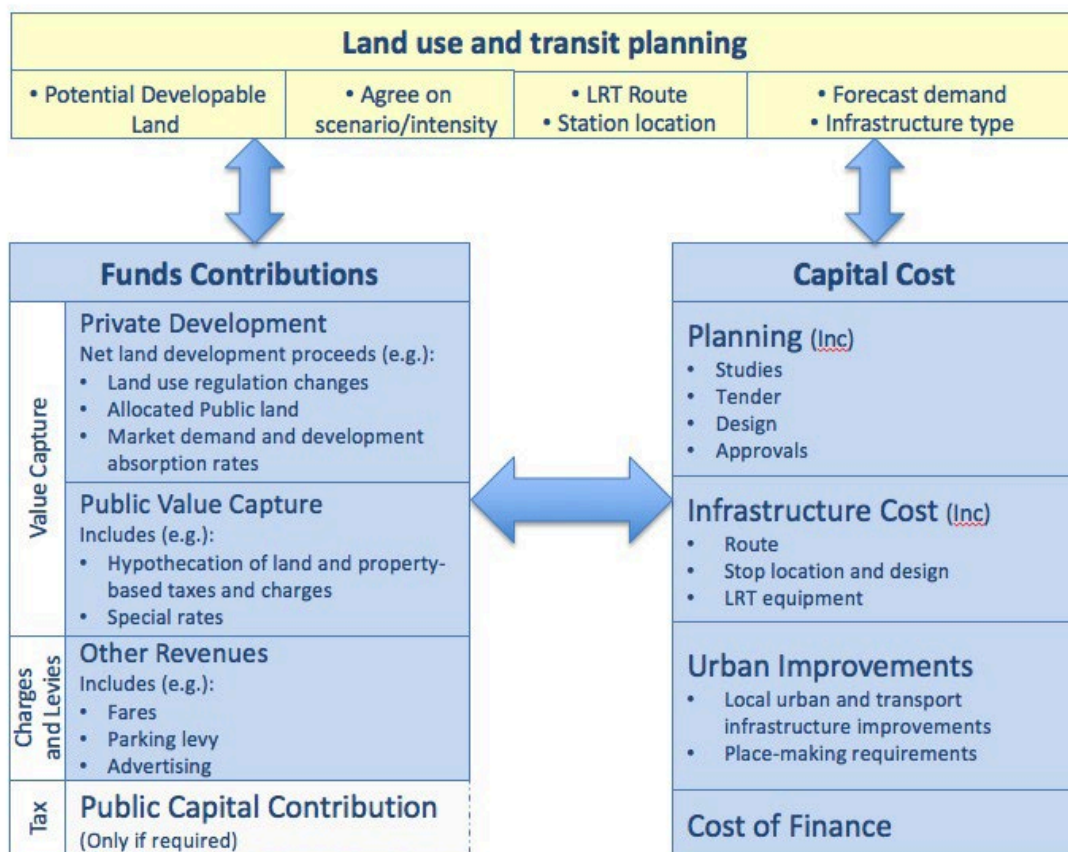 Land use and transit planning
• Potential Developable
Land
• Agree on
scenario/intensity
• LRT Route
• Station location
• Forecast demand
• Infrastructure type
Funds Contributions
Value Capture
Private Development
Net land development proceeds (e.g.):
• Land use regulation changes
• Allocated Public land
• Market demand and development
absorption rates
Public Value Capture
Includes (e.g.):
• Hypothecation of land and property-
based taxes and charges
• Special rates
Charges
and Levies
Other Revenues
Includes (e.g.):
• Fares
• Parking levy
• Advertising
Tax
Public Capital Contribution
(Only if required)
Capital Cost
Planning (Inc)
• Studies
• Tender
• Design
• Approvals
Infrastructure Cost (Inc)
• Route
• Stop location and design
• LRT equipment
Urban Improvements
• Local urban and transport
infrastructure improvements
• Place-making requirements
Cost of Finance